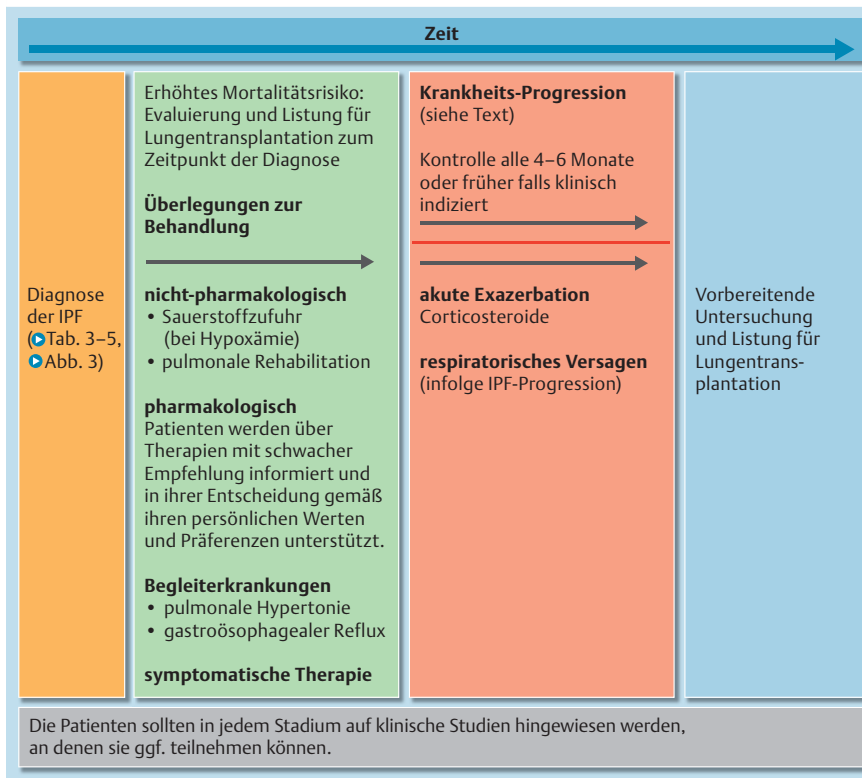 Zeit
Diagnose
der IPF
(Tab. 3–5,
Abb. 3)
Erhöhtes Mortalitätsrisiko:
Evaluierung und Listung für
Lungentransplantation zum
Zeitpunkt der Diagnose
Überlegungen zur
Behandlung
nicht-pharmakologisch
• Sauerstoffzufuhr
(bei Hypoxämie)
• pulmonale Rehabilitation
pharmakologisch
Patienten werden über
Therapien mit schwacher
Empfehlung informiert und
in ihrer Entscheidung gemäß
ihren persönlichen Werten
und Präferenzen unterstützt.
Begleiterkrankungen
• pulmonale Hypertonie
• gastroösophagealer Reflux
symptomatische Therapie
Krankheits-Progression
(siehe Text)
Kontrolle alle 4–6 Monate
oder früher falls klinisch
indiziert
akute Exazerbation
Corticosteroide
respiratorisches Versagen
(infolge IPF-Progression)
Vorbereitende
Untersuchung
und Listung für
Lungentrans-
plantation
Die Patienten sollten in jedem Stadium auf klinische Studien hingewiesen werden,
an denen sie ggf. teilnehmen können.